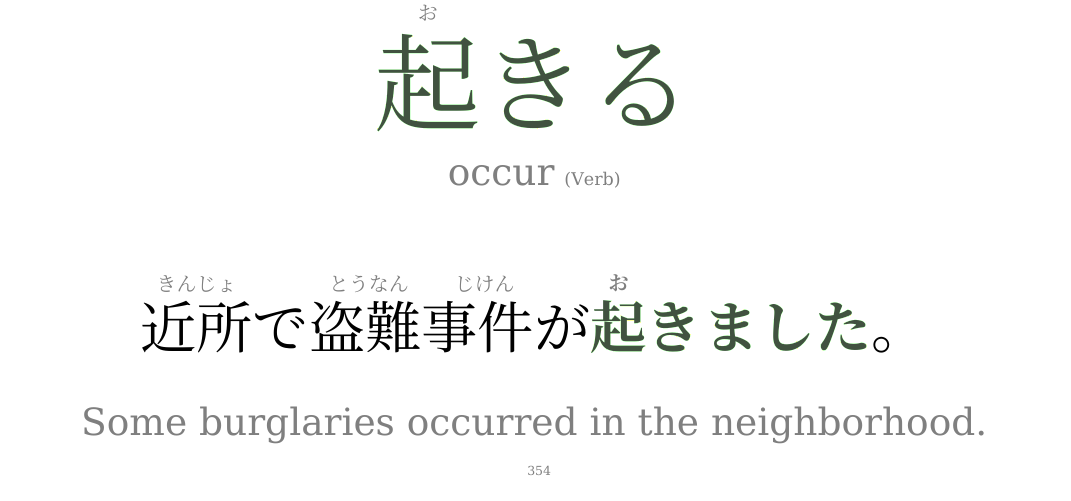 お
起きる
occur (Verb)
きんじょ とうなん じけん お
近所で盗難事件が起きました。
Some burglaries occurred in the neighborhood.
354